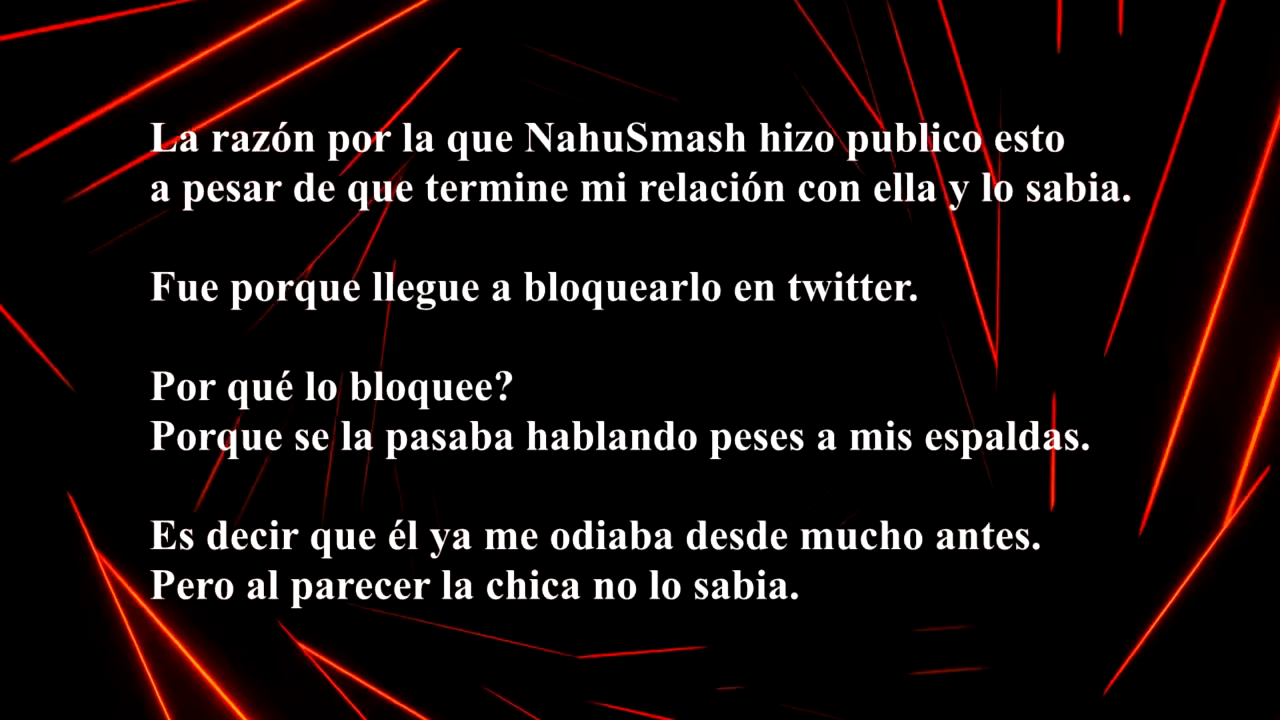 La razón por la que NahuSmash hizo publico esto
a pesar de que termine mi relación con ella y lo sabia.
Fue porque llegue a bloquearlo en twitter.
Por qué lo bloquee?
Porque se la pasaba hablando peses a mis espaldas.
Es decir que él ya me odiaba desde mucho antes.
Pero al parecer la chica no lo sabia.